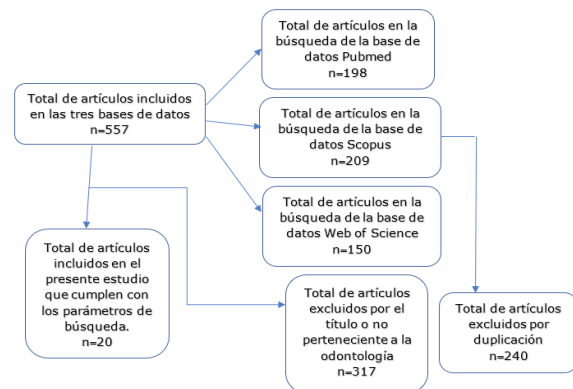 Total de artículos en la
búsqueda de la base de
datos Pubmed
n=198
Total de artículos incluidos
en las tres bases de datos
n=557
Total de artículos en la
búsqueda de la base de
datos Scopus
n=209
Total de artículos en la
búsqueda de la base de
datos Web of Science
n=150
Total de artículos
incluidos en el
presente estudio
que cumplen con
los parámetros de
búsqueda.
n=20
Total de artículos
excluidos por el
título o no
perteneciente a la
odontología
n=317
Total de artículos
excluidos por
duplicación
n=240